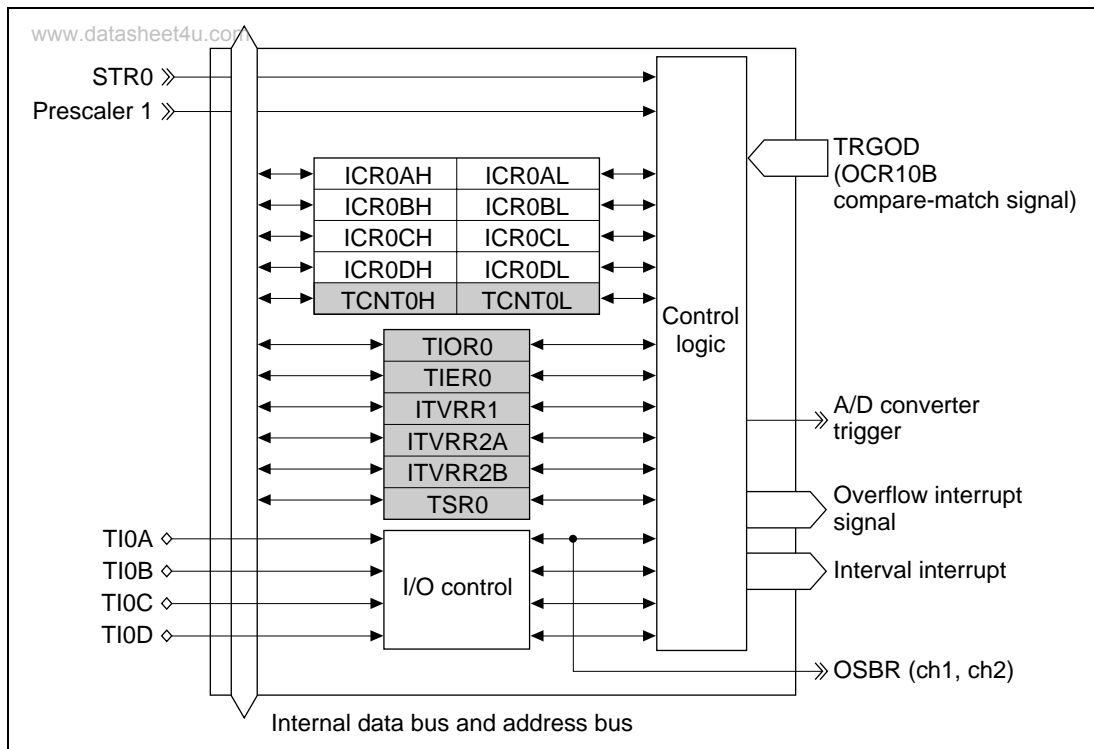 www.datasheet4u.com
STR0
Prescaler 1
TRGOD
(OCR10B
compare-match signal)
ICR0AH ICR0AL
ICR0BH ICR0BL
ICR0CH ICR0CL
ICR0DH ICR0DL
TCNT0H TCNT0L
Control
logic
TIOR0
TIER0
ITVRR1
ITVRR2A
ITVRR2B
TSR0
A/D converter
trigger
Overflow interrupt
signal
Interval interrupt
TI0A
TI0B
TI0C
TI0D
I/O control
OSBR (ch1, ch2)
Internal data bus and address bus